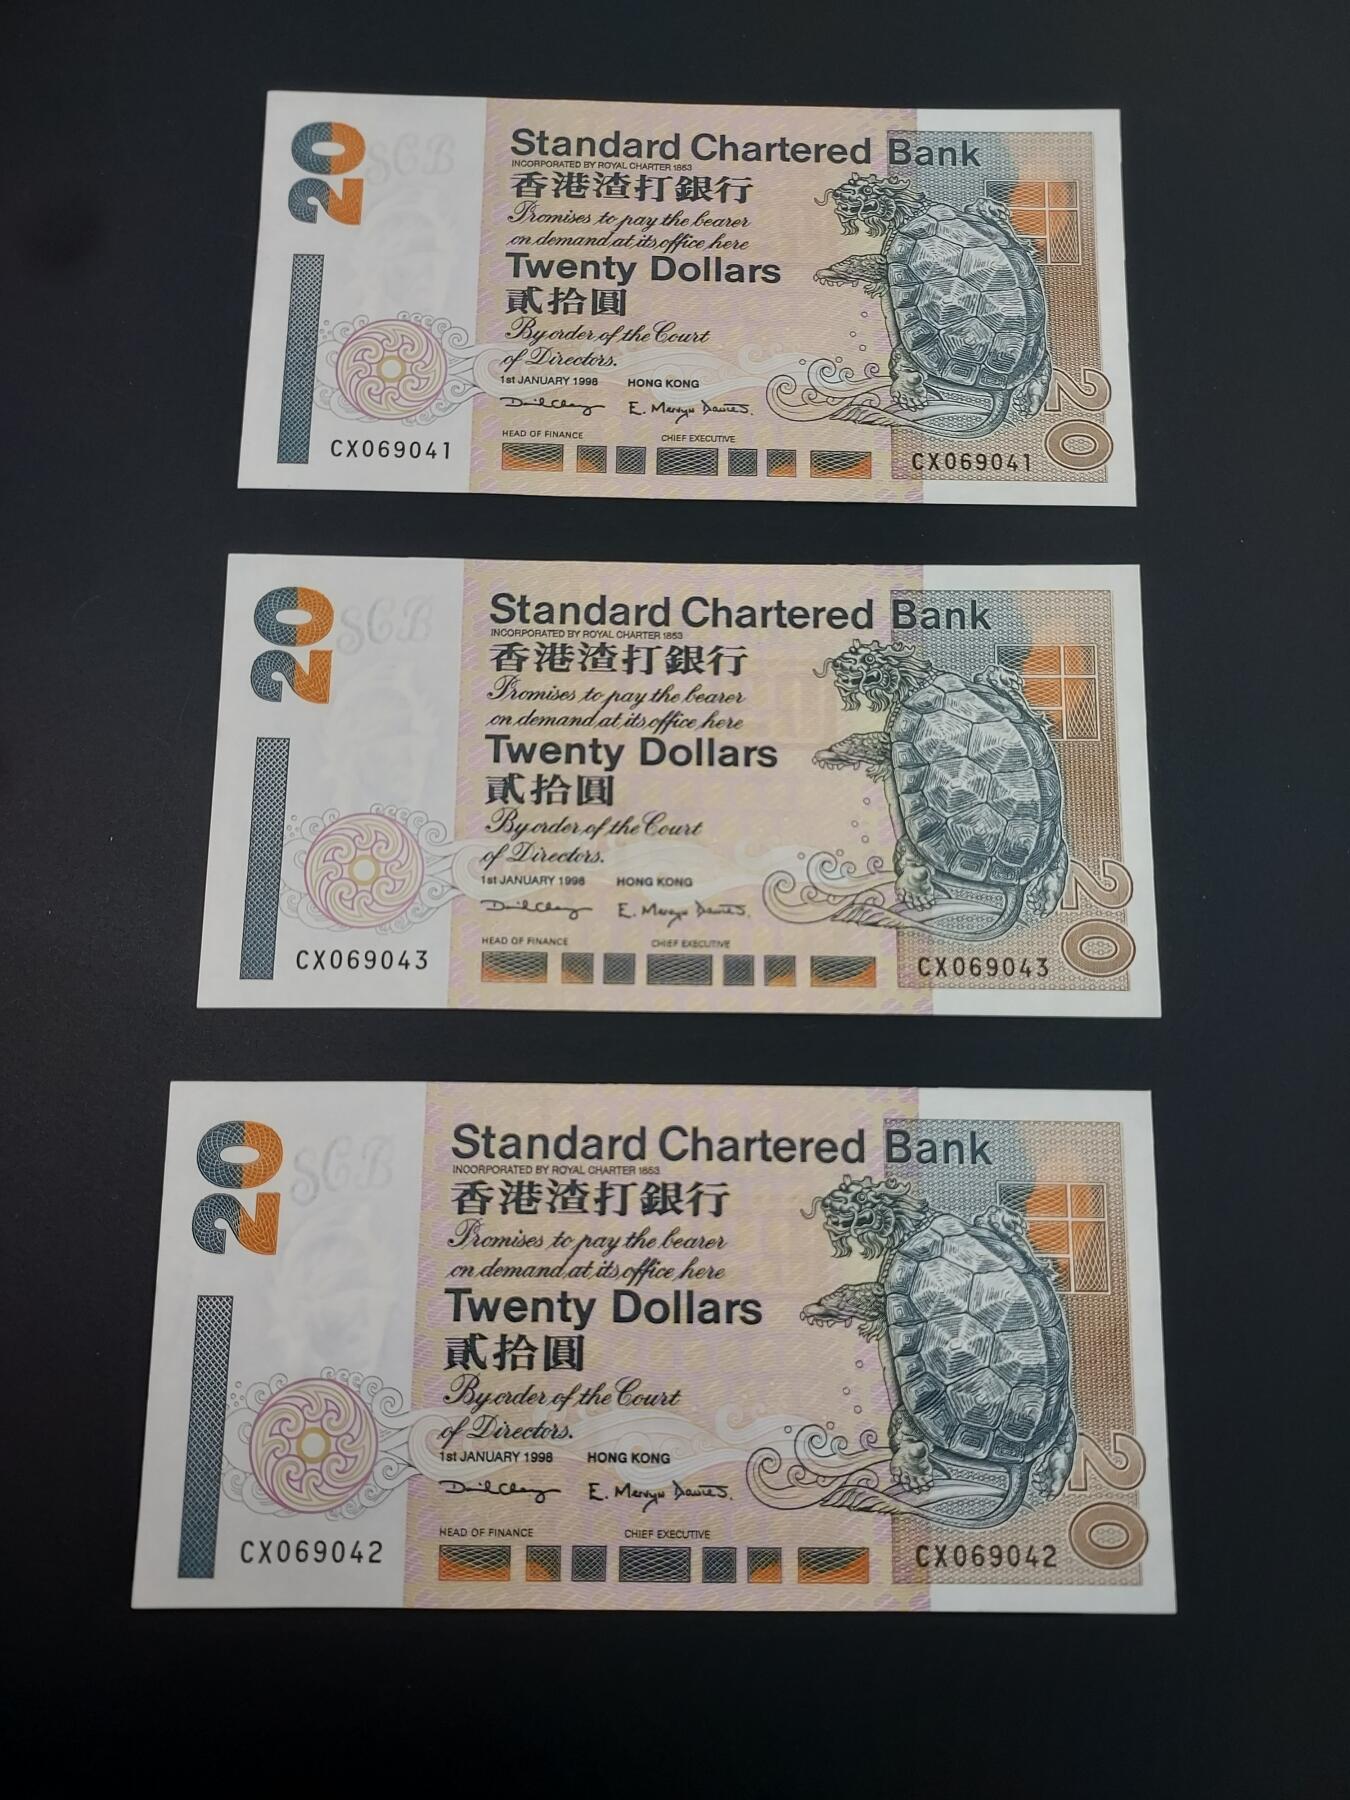 20
SCB
Standard Chartered Bank
INCORPORATED BY ROYAL CHARTER 1853
香港渣打銀行
Promises to pay the bearer
on demand at its office here
Twenty Dollars
貳拾圓
By order of the Court
of Directors.
1st JANUARY 1998 HONG KONG
E. Mervyn Davies.
HEAD OF FINANCE CHIEF EXECUTIVE
20
CX069041 CX069041
20
SCB
Standard Chartered Bank
INCORPORATED BY ROYAL CHARTER 1853
香港渣打銀行
Promises to pay the bearer
on demand at its office here
Twenty Dollars
貳拾圓
By order of the Court
of Directors.
1st JANUARY 1998 HONG KONG
E. Mervyn Davies.
HEAD OF FINANCE CHIEF EXECUTIVE
20
CX069043 CX069043
20
SCB
Standard Chartered Bank
INCORPORATED BY ROYAL CHARTER 1853
香港渣打銀行
Promises to pay the bearer
on demand at its office here
Twenty Dollars
貳拾圓
By order of the Court
of Directors.
1st JANUARY 1998 HONG KONG
E. Mervyn Davies.
HEAD OF FINANCE CHIEF EXECUTIVE
20
CX069042 CX069042